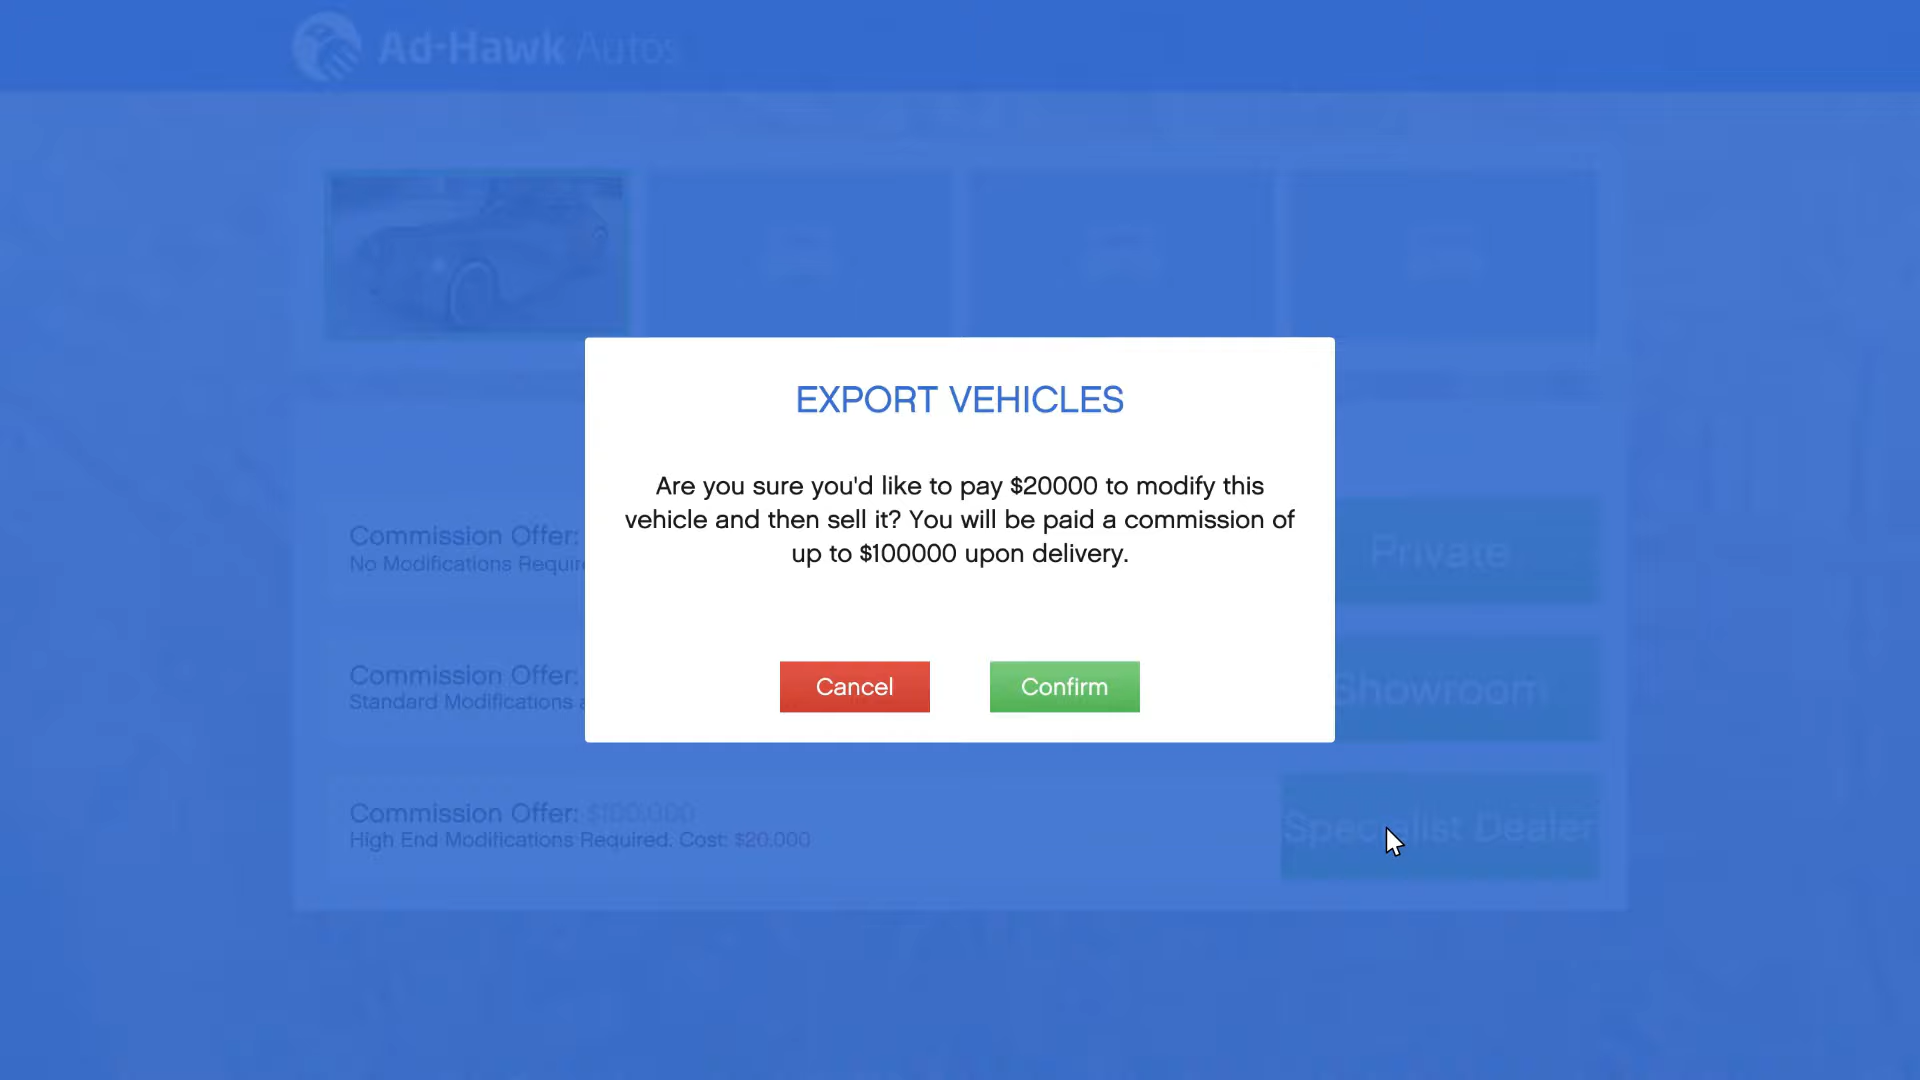 Ad-Hawk Autos
EXPORT VEHICLES
Are you sure you'd like to pay $20000 to modify this
vehicle and then sell it? You will be paid a commission of
up to $100000 upon delivery.
Cancel
Confirm
Commission Offer:
No Modifications Require
Private
Commission Offer:
Standard Modifications
Showroom
Commission Offer: $100,000
High End Modifications Required. Cost: $20,000
Specialist Dealer